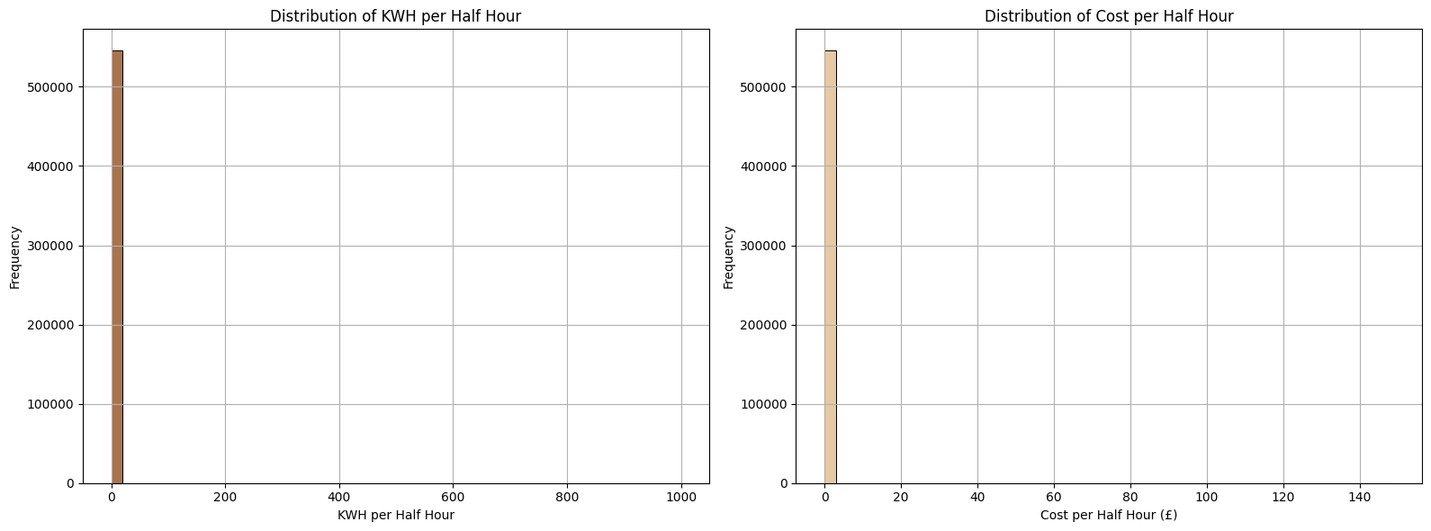 Distribution of KWH per Half Hour
Frequency
500000
400000
300000
200000
100000
0
0 200 400 600 800 1000
KWH per Half Hour
Distribution of Cost per Half Hour
Frequency
500000
400000
300000
200000
100000
0
0 20 40 60 80 100 120 140
Cost per Half Hour (£)